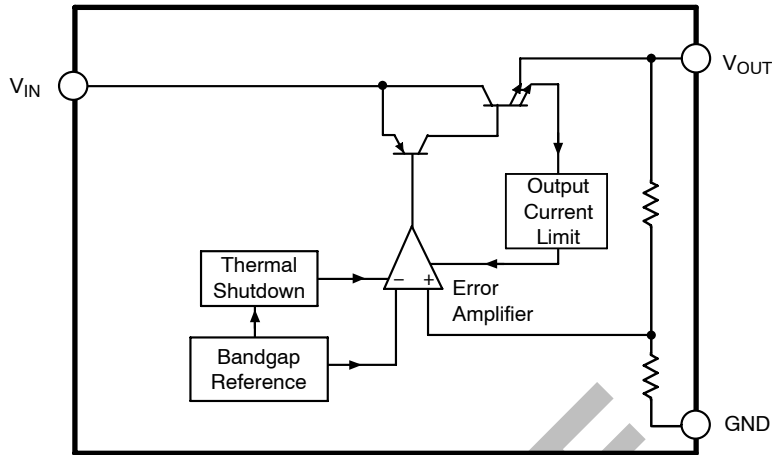 V_IN
V_OUT
Output
Current
Limit
Thermal
Shutdown
− +
Error
Amplifier
Bandgap
Reference
GND